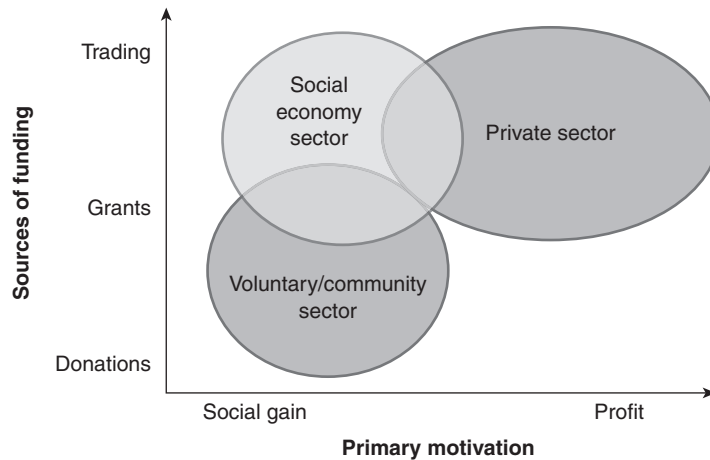 Trading
Social
economy
sector
Private sector
Sources of funding
Grants
Voluntary/community
sector
Donations
Social gain
Profit
Primary motivation